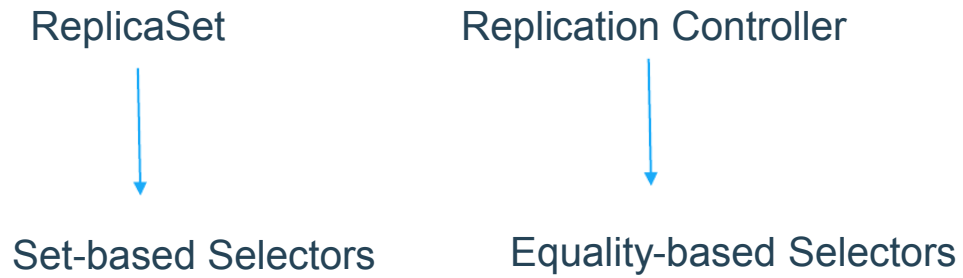 ReplicaSet
Replication Controller
Set-based Selectors
Equality-based Selectors